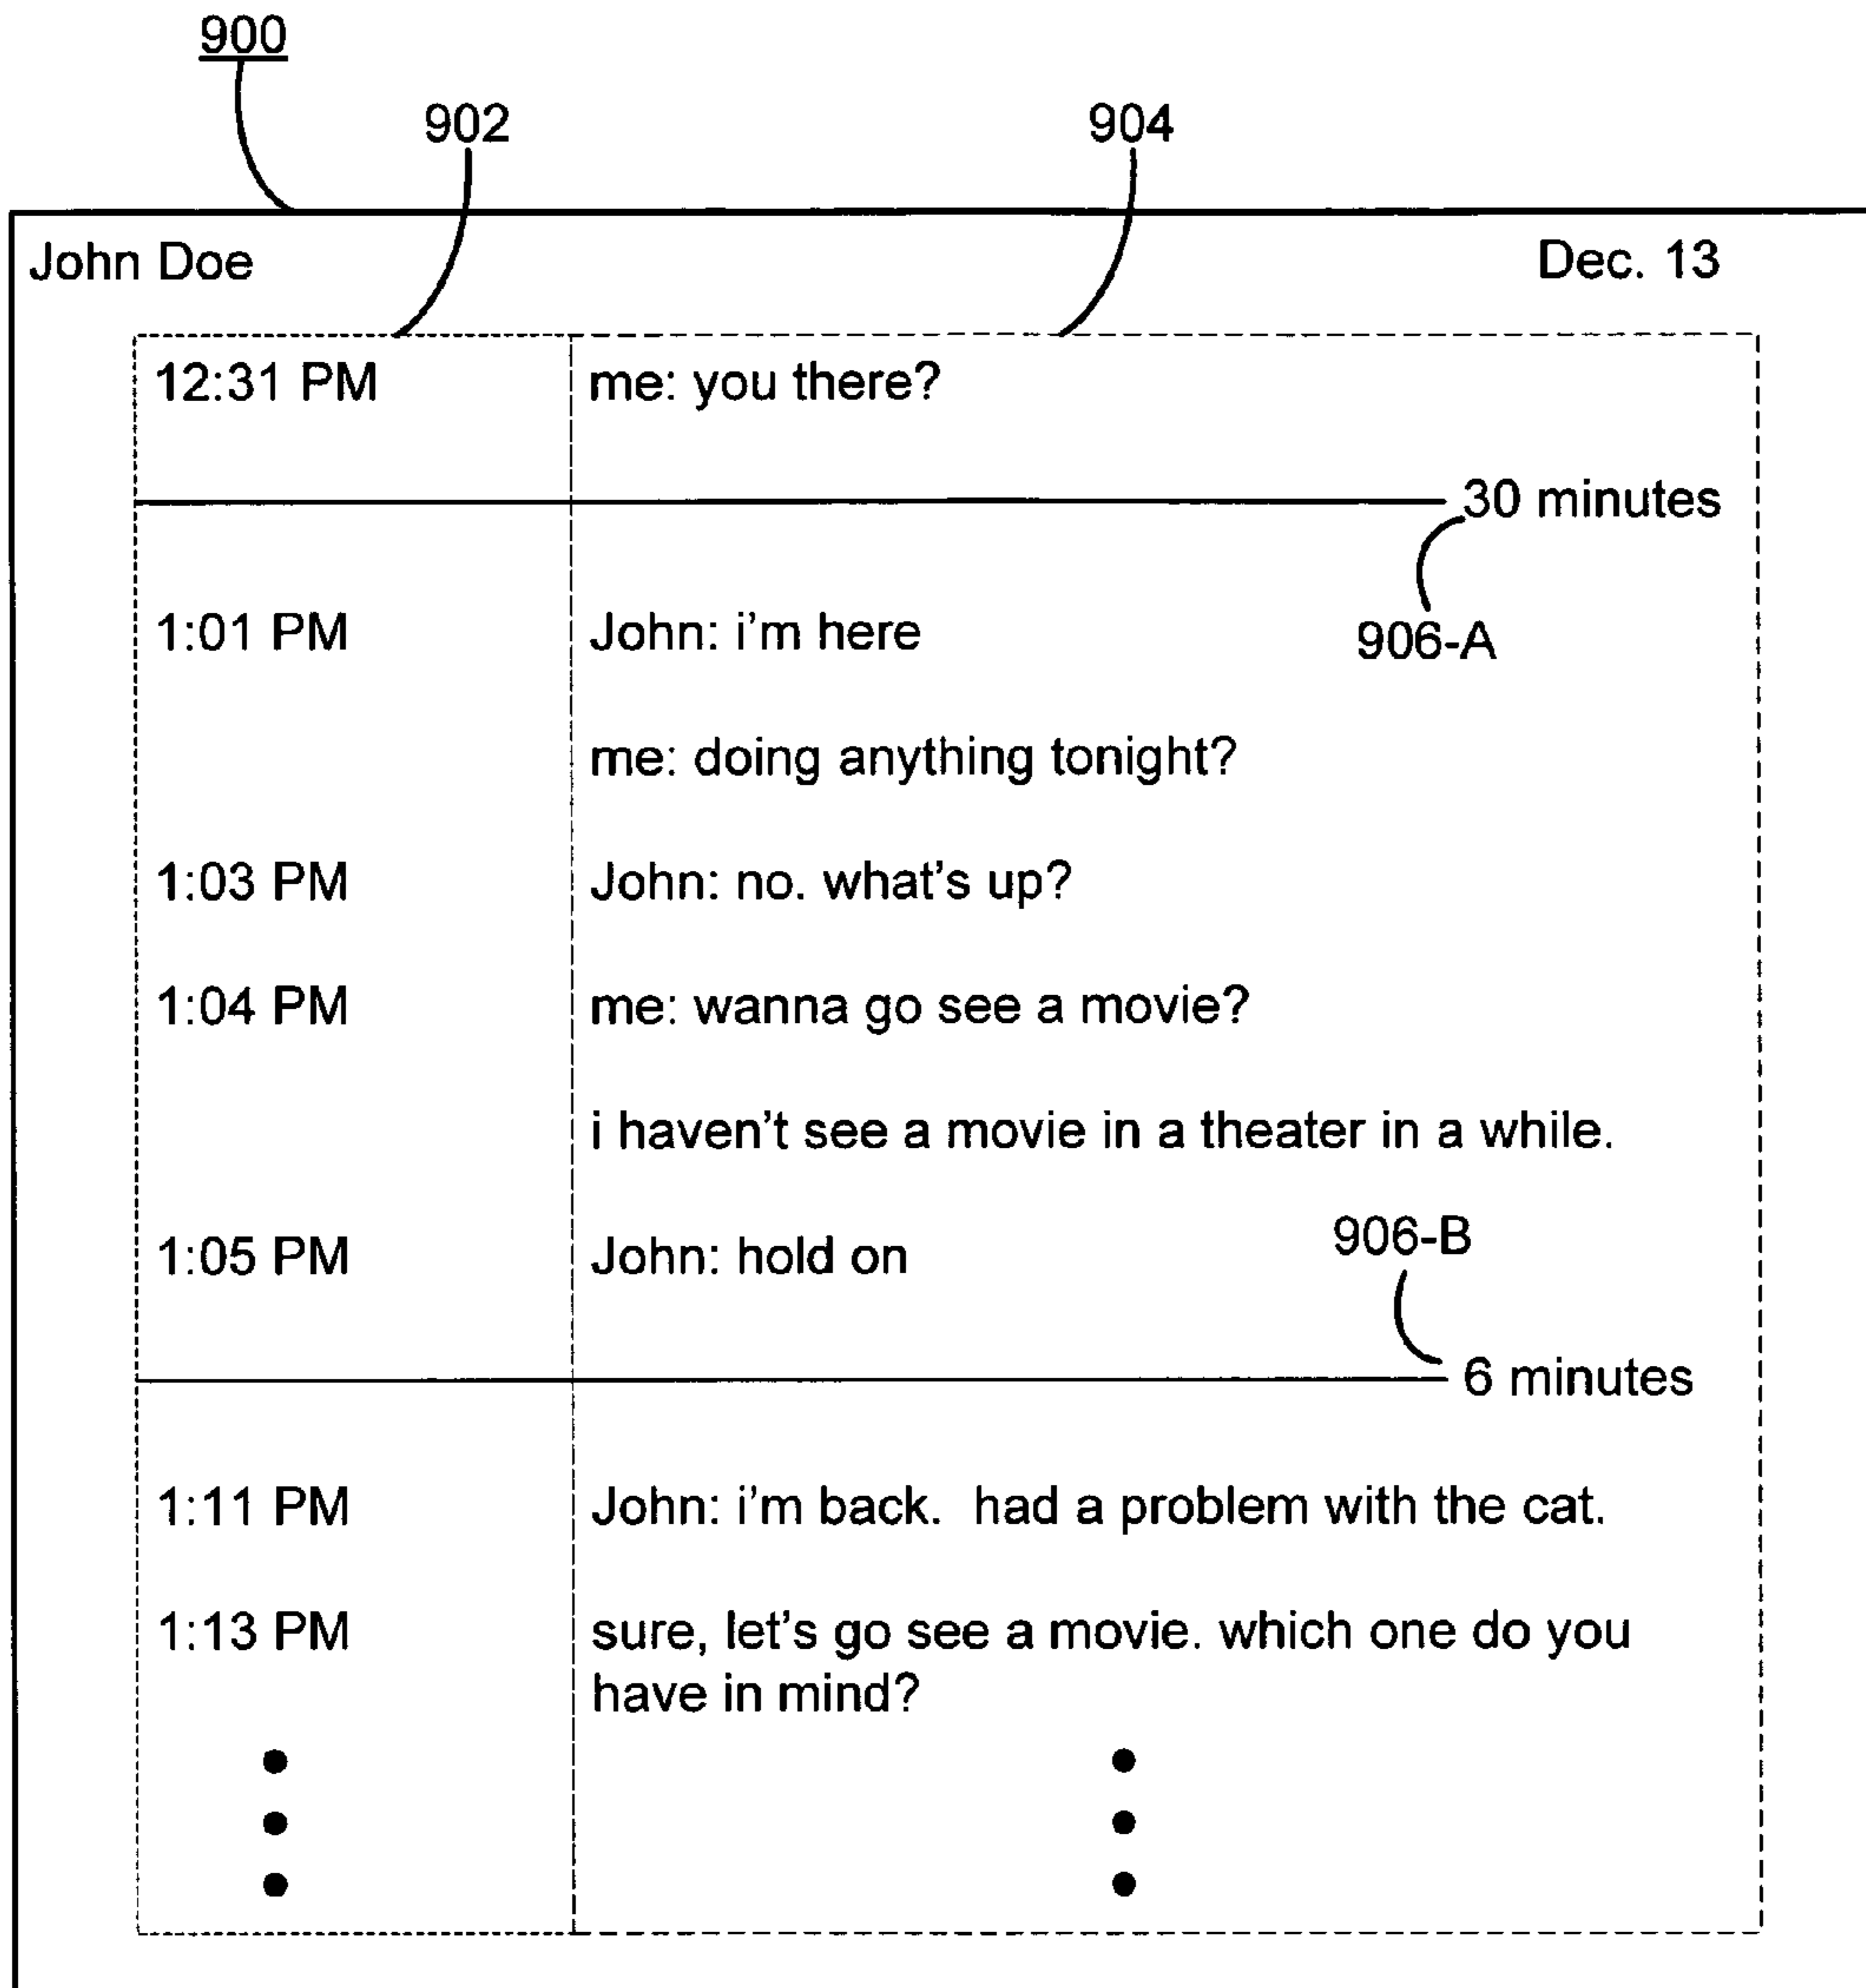 900
902 904
John Doe Dec. 13
12:31 PM me: you there?
30 minutes
1:01 PM John: i'm here 906-A
me: doing anything tonight?
1:03 PM John: no. what's up?
1:04 PM me: wanna go see a movie?
i haven't see a movie in a theater in a while.
906-B
1:05 PM John: hold on
6 minutes
1:11 PM John: i'm back. had a problem with the cat.
1:13 PM sure, let's go see a movie. which one do you
have in mind?